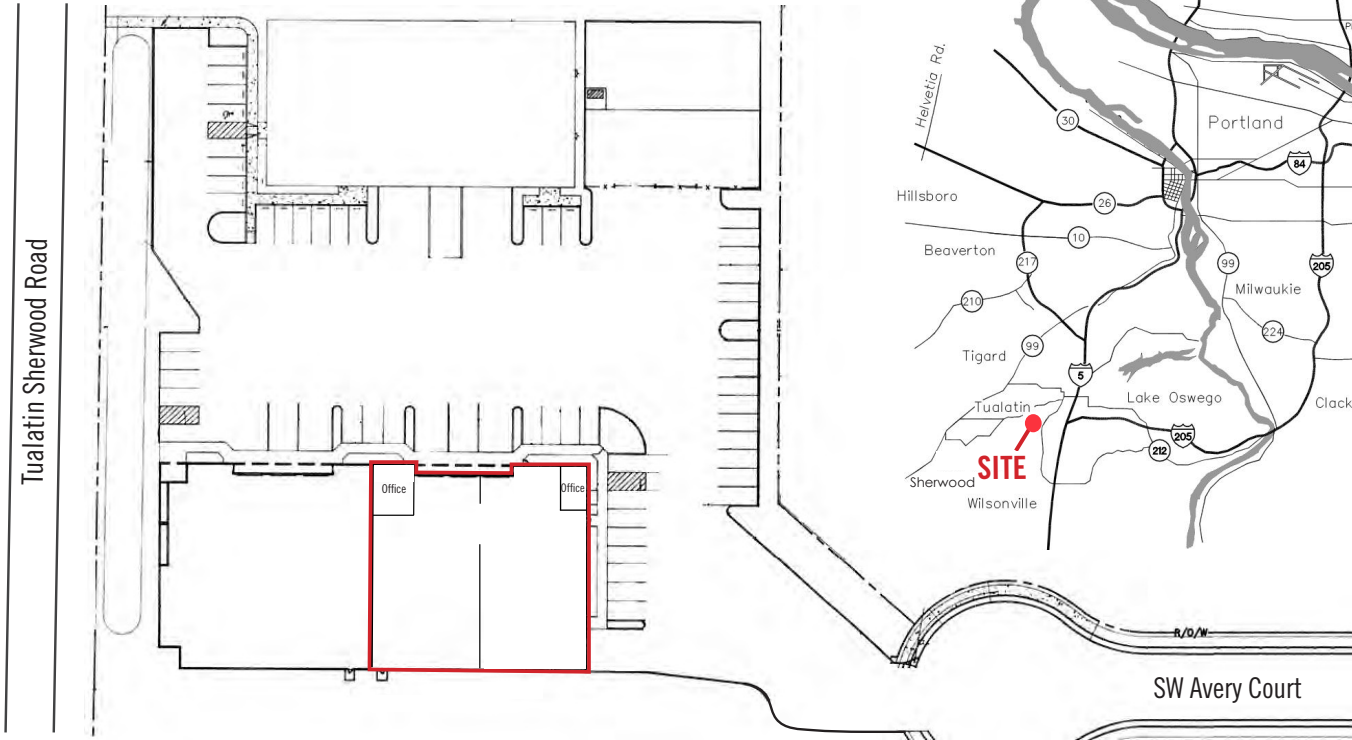 Tualatin Sherwood Road
Office
Office
R/O/W
SW Avery Court
Helvetia Rd.
30
Portland
84
Hillsboro
26
Beaverton
10
217
99
205
Milwaukie
210
224
Tigard
99
5
Lake Oswego
Clack
Tualatin
205
212
SITE
Sherwood
Wilsonville